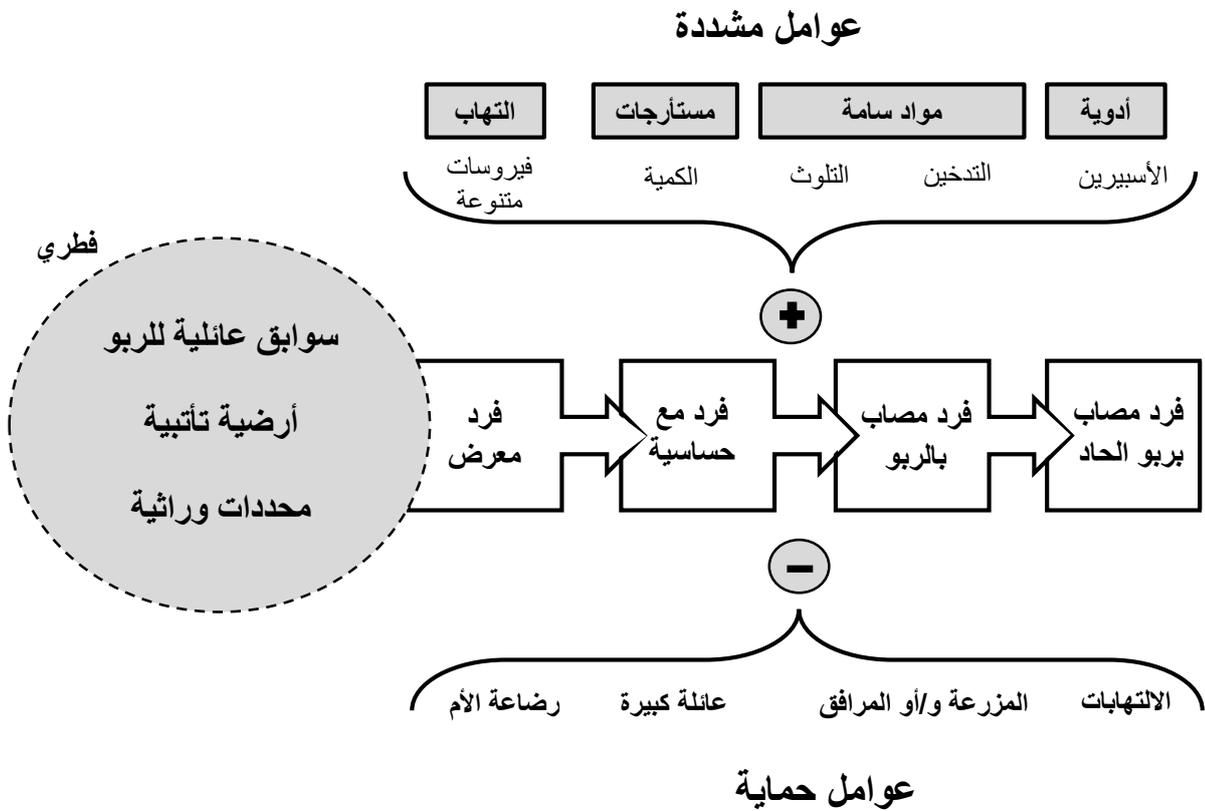 عوامل مشددة
أدوية
مواد سامة
مستأرجات
التهاب
الأسبيرين
التدخين
التلوث
الكمية
فيروسات
متنوعة
فطري
+
سوابق عائلية للربو
أرضية تأتبية
محددات وراثية
فرد
معرض
فرد مع
حساسية
فرد مصاب
بالربو
فرد مصاب
بربو الحاد
−
الالتهابات
المزرعة و/أو المرافق
عائلة كبيرة
رضاعة الأم
عوامل حماية